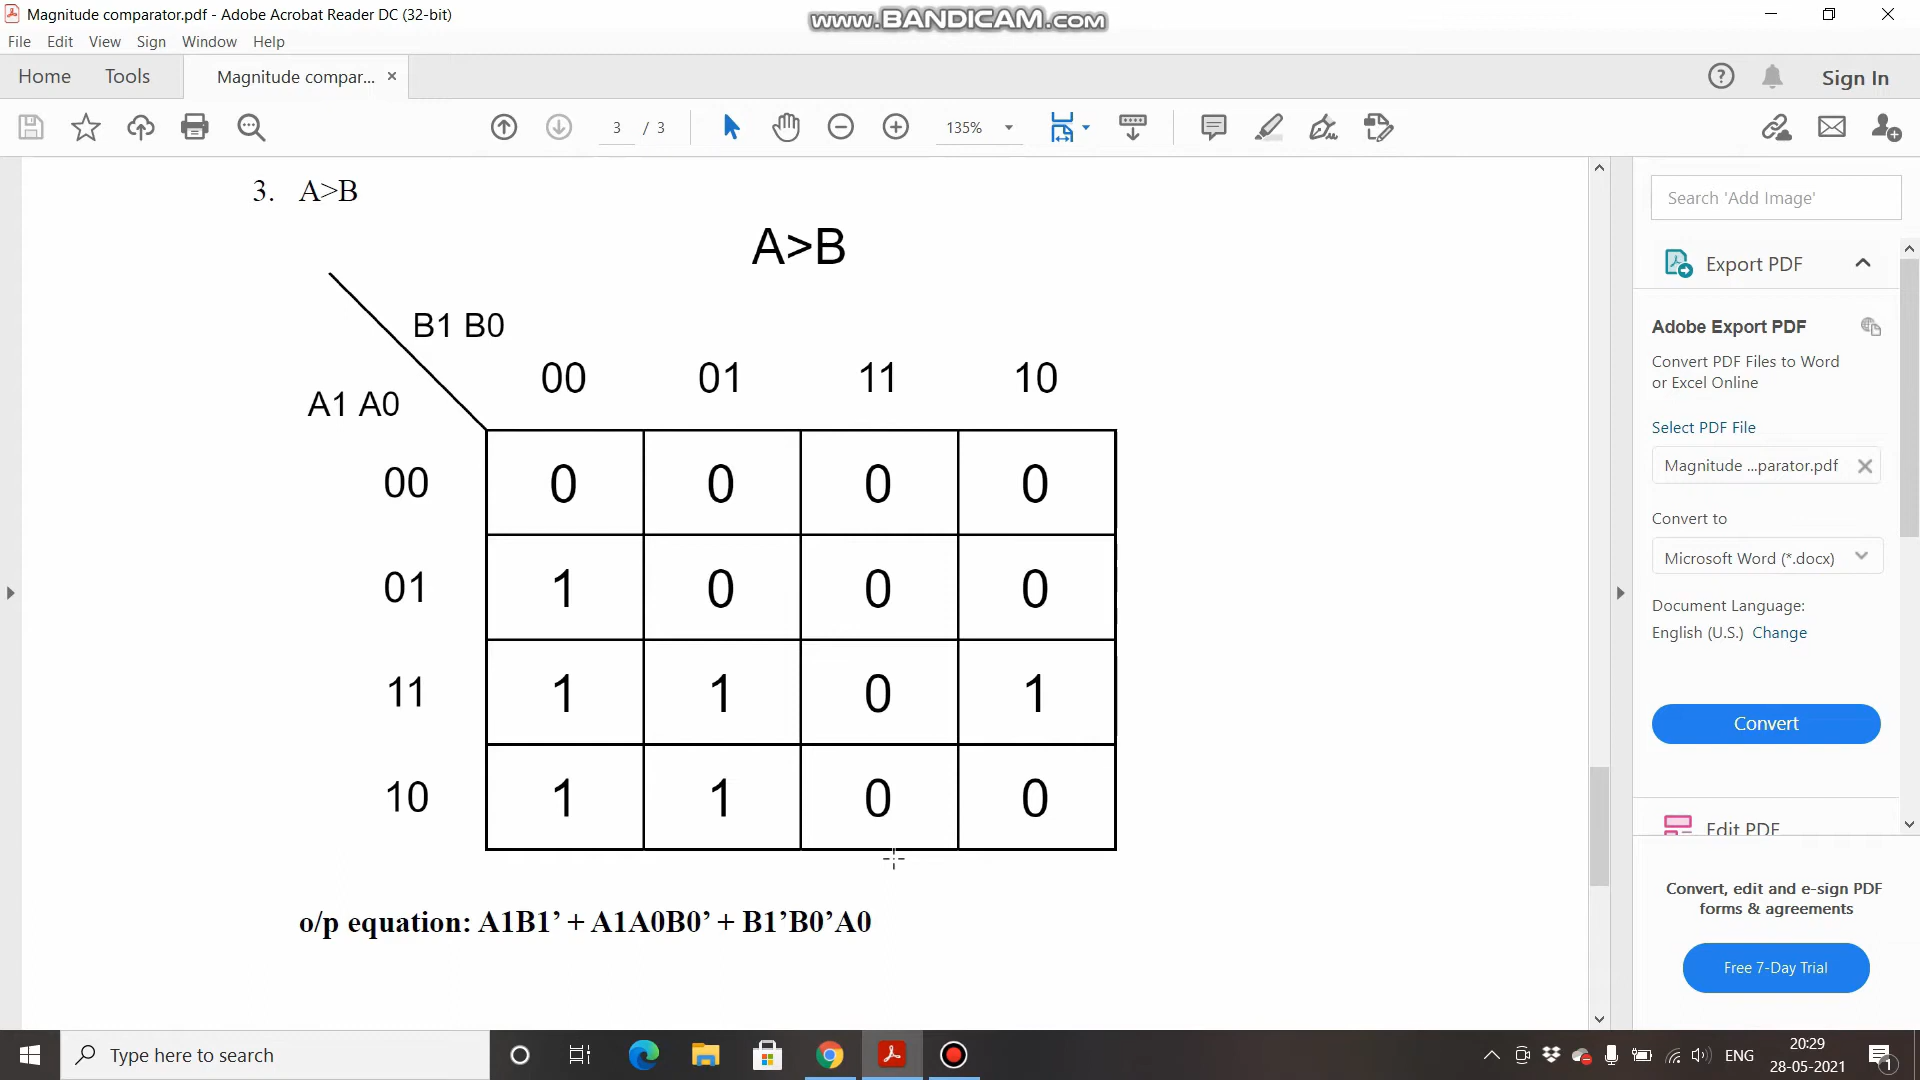 Magnitude comparator.pdf - Adobe Acrobat Reader DC (32-bit)
www.BANDICAM.com
File Edit View Sign Window Help
Home Tools Magnitude compar... × Sign In
3 / 3 135%
3. A>B
A>B
B1 B0
A1 A0
00 01 11 10
00 0 0 0 0
01 1 0 0 0
11 1 1 0 1
10 1 1 0 0
o/p equation: A1B1’ + A1A0B0’ + B1’B0’A0
Search 'Add Image'
Export PDF
Adobe Export PDF
Convert PDF Files to Word
or Excel Online
Select PDF File
Magnitude ...parator.pdf
Convert to
Microsoft Word (*.docx)
Document Language:
English (U.S.) Change
Convert
Edit PDF
Convert, edit and e-sign PDF
forms & agreements
Free 7-Day Trial
Type here to search
ENG
20:29
28-05-2021
1